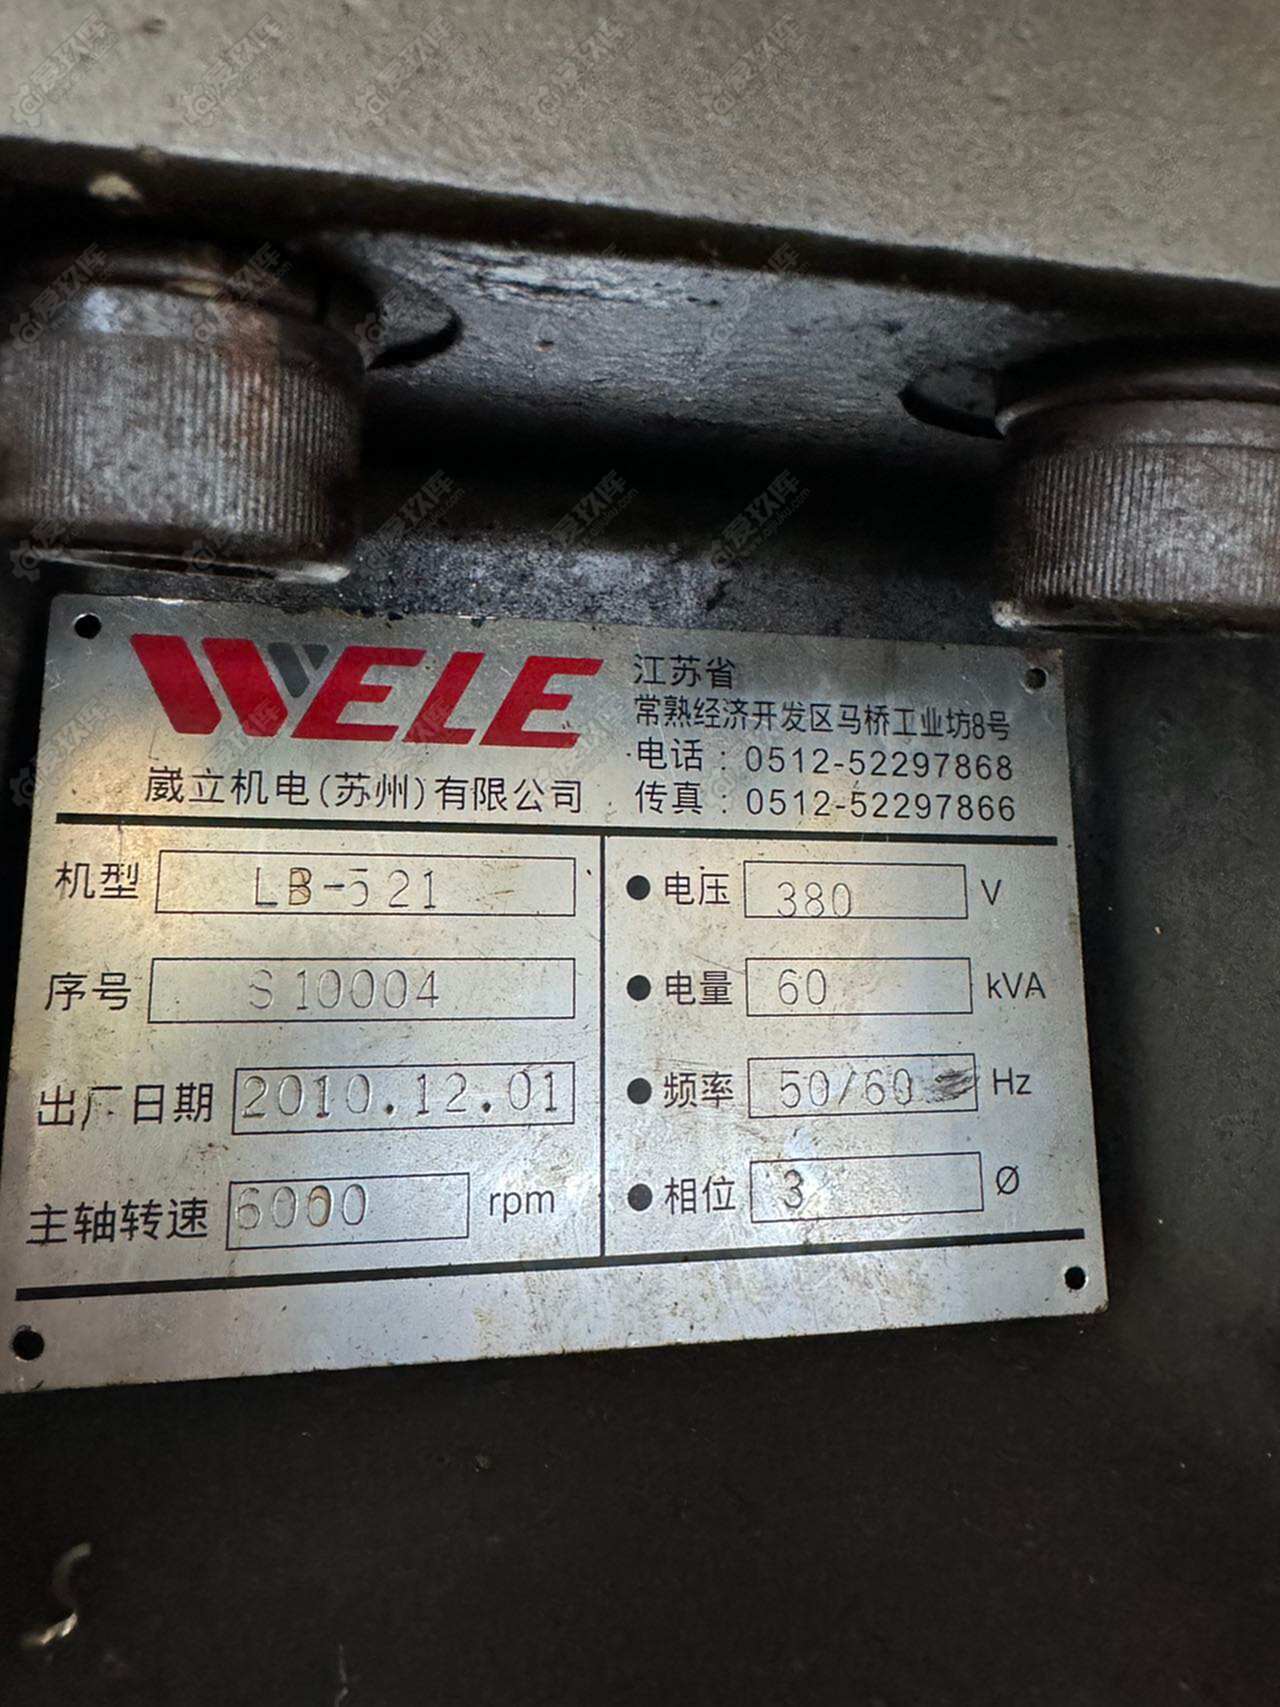 WELE
崴立机电(苏州)有限公司
江苏省
常熟经济开发区马桥工业坊8号
电话：0512-52297868
传真：0512-52297866
机型 LB-521
序号 S10004
出厂日期 2010.12.01
主轴转速 6000 rpm
●电压 380 V
●电量 60 kVA
●频率 50/60 Hz
●相位 3 Ø